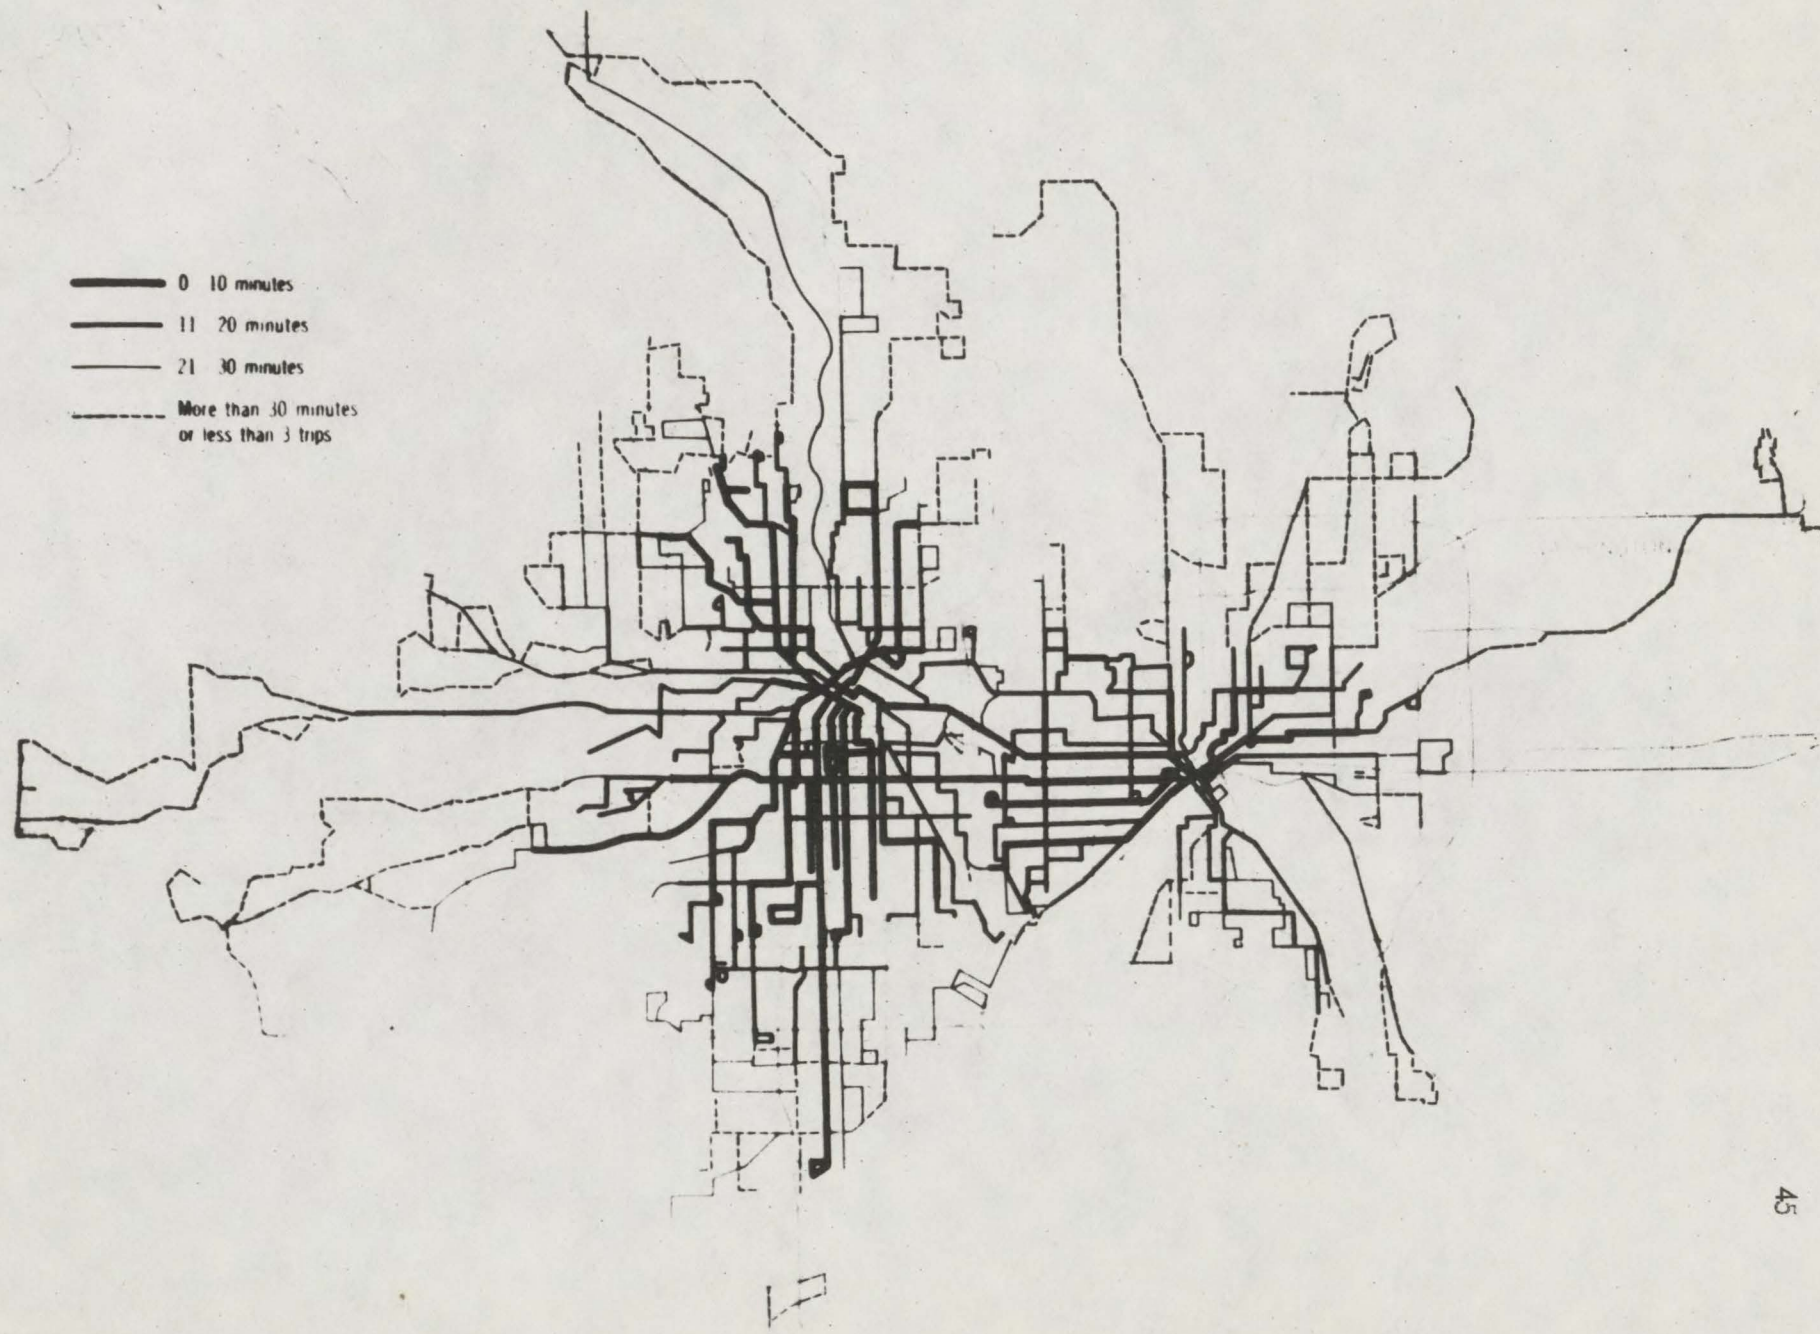 0 10 minutes
11 20 minutes
21 30 minutes
More than 30 minutes
or less than 3 trips
45